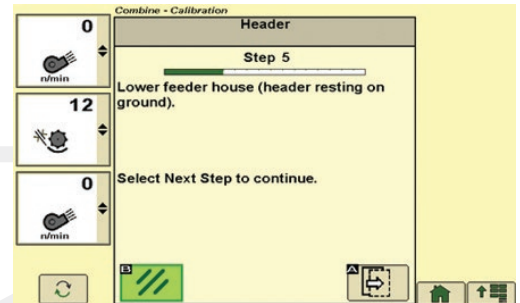 Combine - Calibration
Header
0
n/min
Step 5
Lower feeder house (header resting on
ground).
12
0
n/min
Select Next Step to continue.
B
A